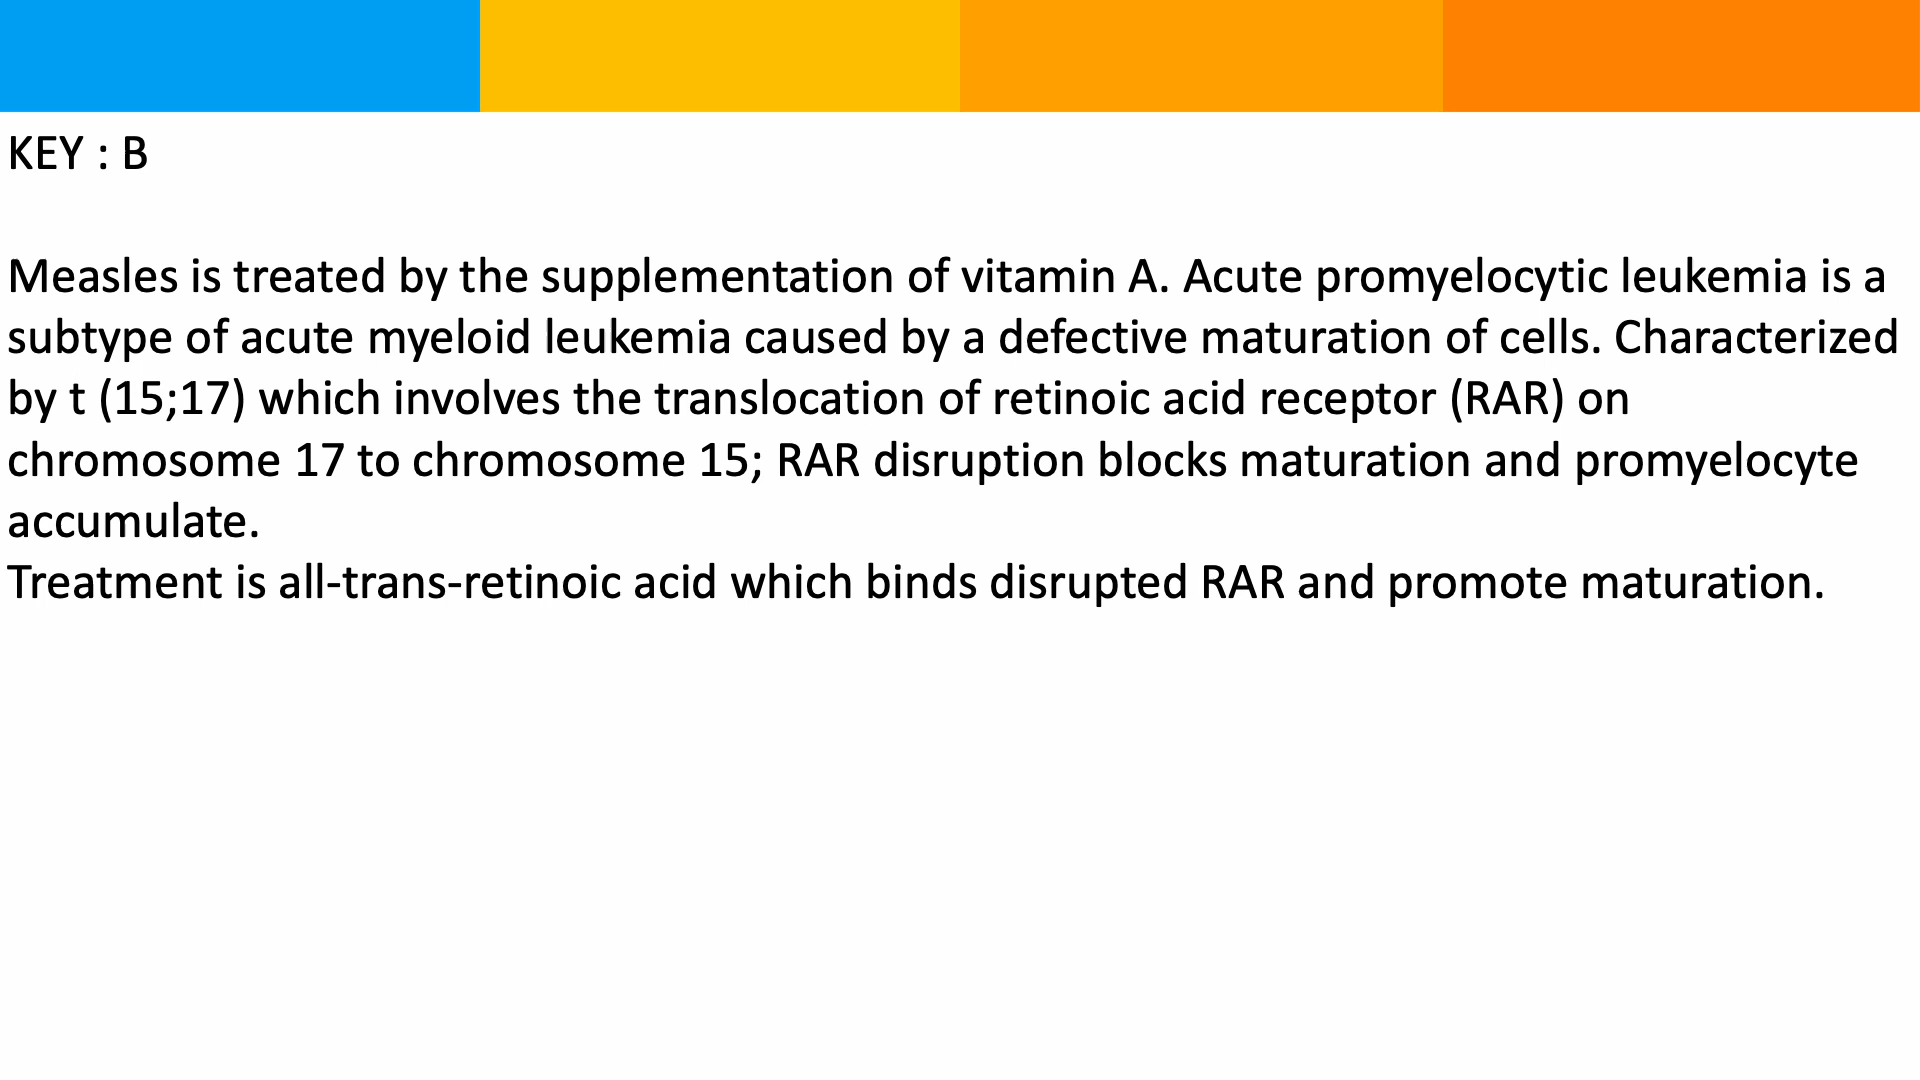 KEY : B
Measles is treated by the supplementation of vitamin A. Acute promyelocytic leukemia is a
subtype of acute myeloid leukemia caused by a defective maturation of cells. Characterized
by t (15;17) which involves the translocation of retinoic acid receptor (RAR) on
chromosome 17 to chromosome 15; RAR disruption blocks maturation and promyelocyte
accumulate.
Treatment is all-trans-retinoic acid which binds disrupted RAR and promote maturation.